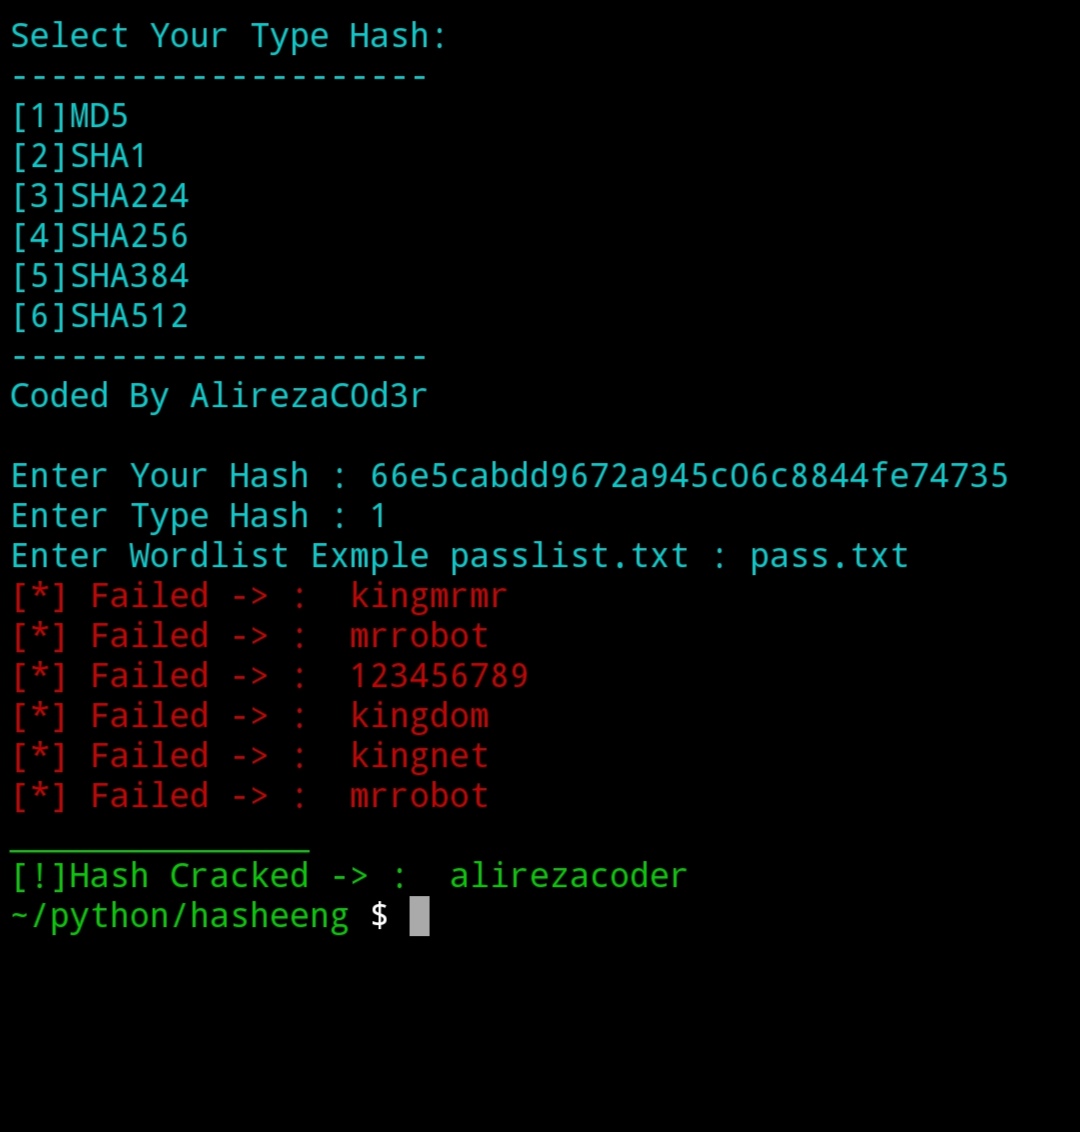 Select Your Type Hash:
---------------------
[1]MD5
[2]SHA1
[3]SHA224
[4]SHA256
[5]SHA384
[6]SHA512
---------------------
Coded By AlirezaC0d3r
Enter Your Hash : 66e5cabdd9672a945c06c8844fe74735
Enter Type Hash : 1
Enter Wordlist Exmple passlist.txt : pass.txt
[*] Failed -> :  kingmrmr
[*] Failed -> :  mrrobot
[*] Failed -> :  123456789
[*] Failed -> :  kingdom
[*] Failed -> :  kingnet
[*] Failed -> :  mrrobot
_______________
[!]Hash Cracked -> :  alirezacoder
~/python/hasheeng $